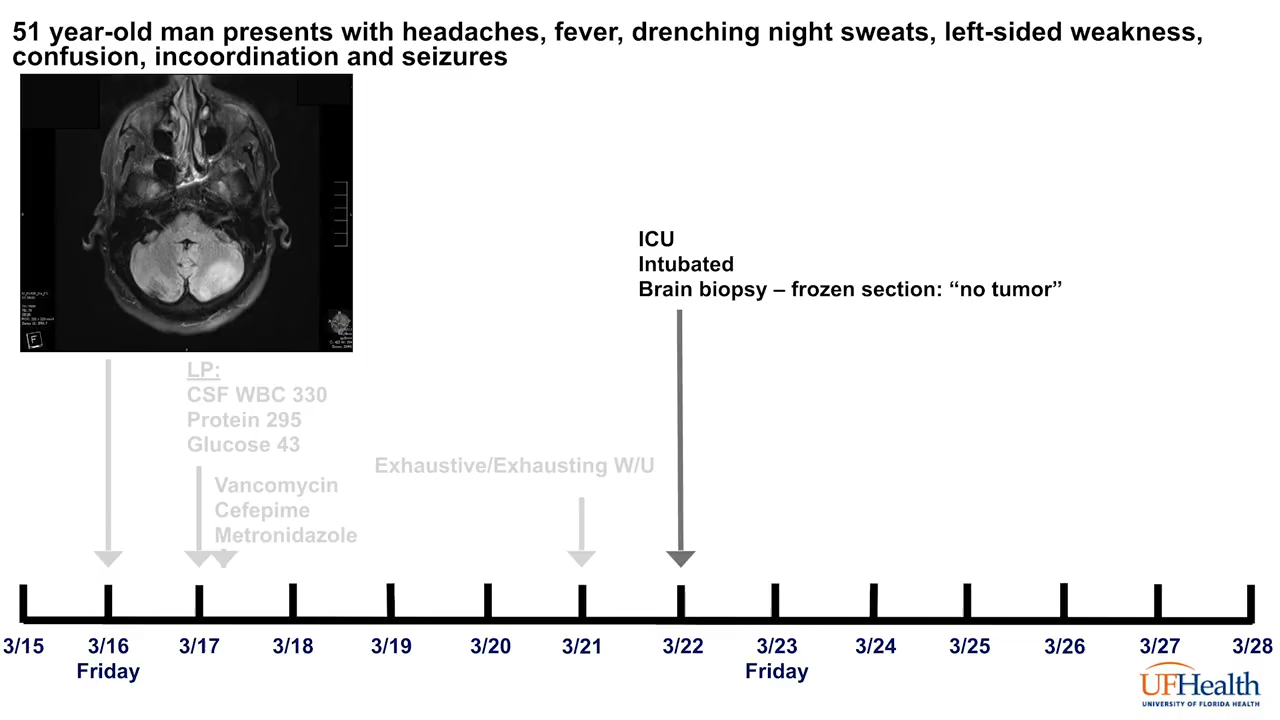 51 year-old man presents with headaches, fever, drenching night sweats, left-sided weakness,
confusion, incoordination and seizures
F
ICU
Intubated
Brain biopsy – frozen section: “no tumor”
LP:
CSF WBC 330
Protein 295
Glucose 43
Exhaustive/Exhausting W/U
Vancomycin
Cefepime
Metronidazole
3/15 3/16 3/17 3/18 3/19 3/20 3/21 3/22 3/23 3/24 3/25 3/26 3/27 3/28
Friday Friday
UFHealth
UNIVERSITY OF FLORIDA HEALTH